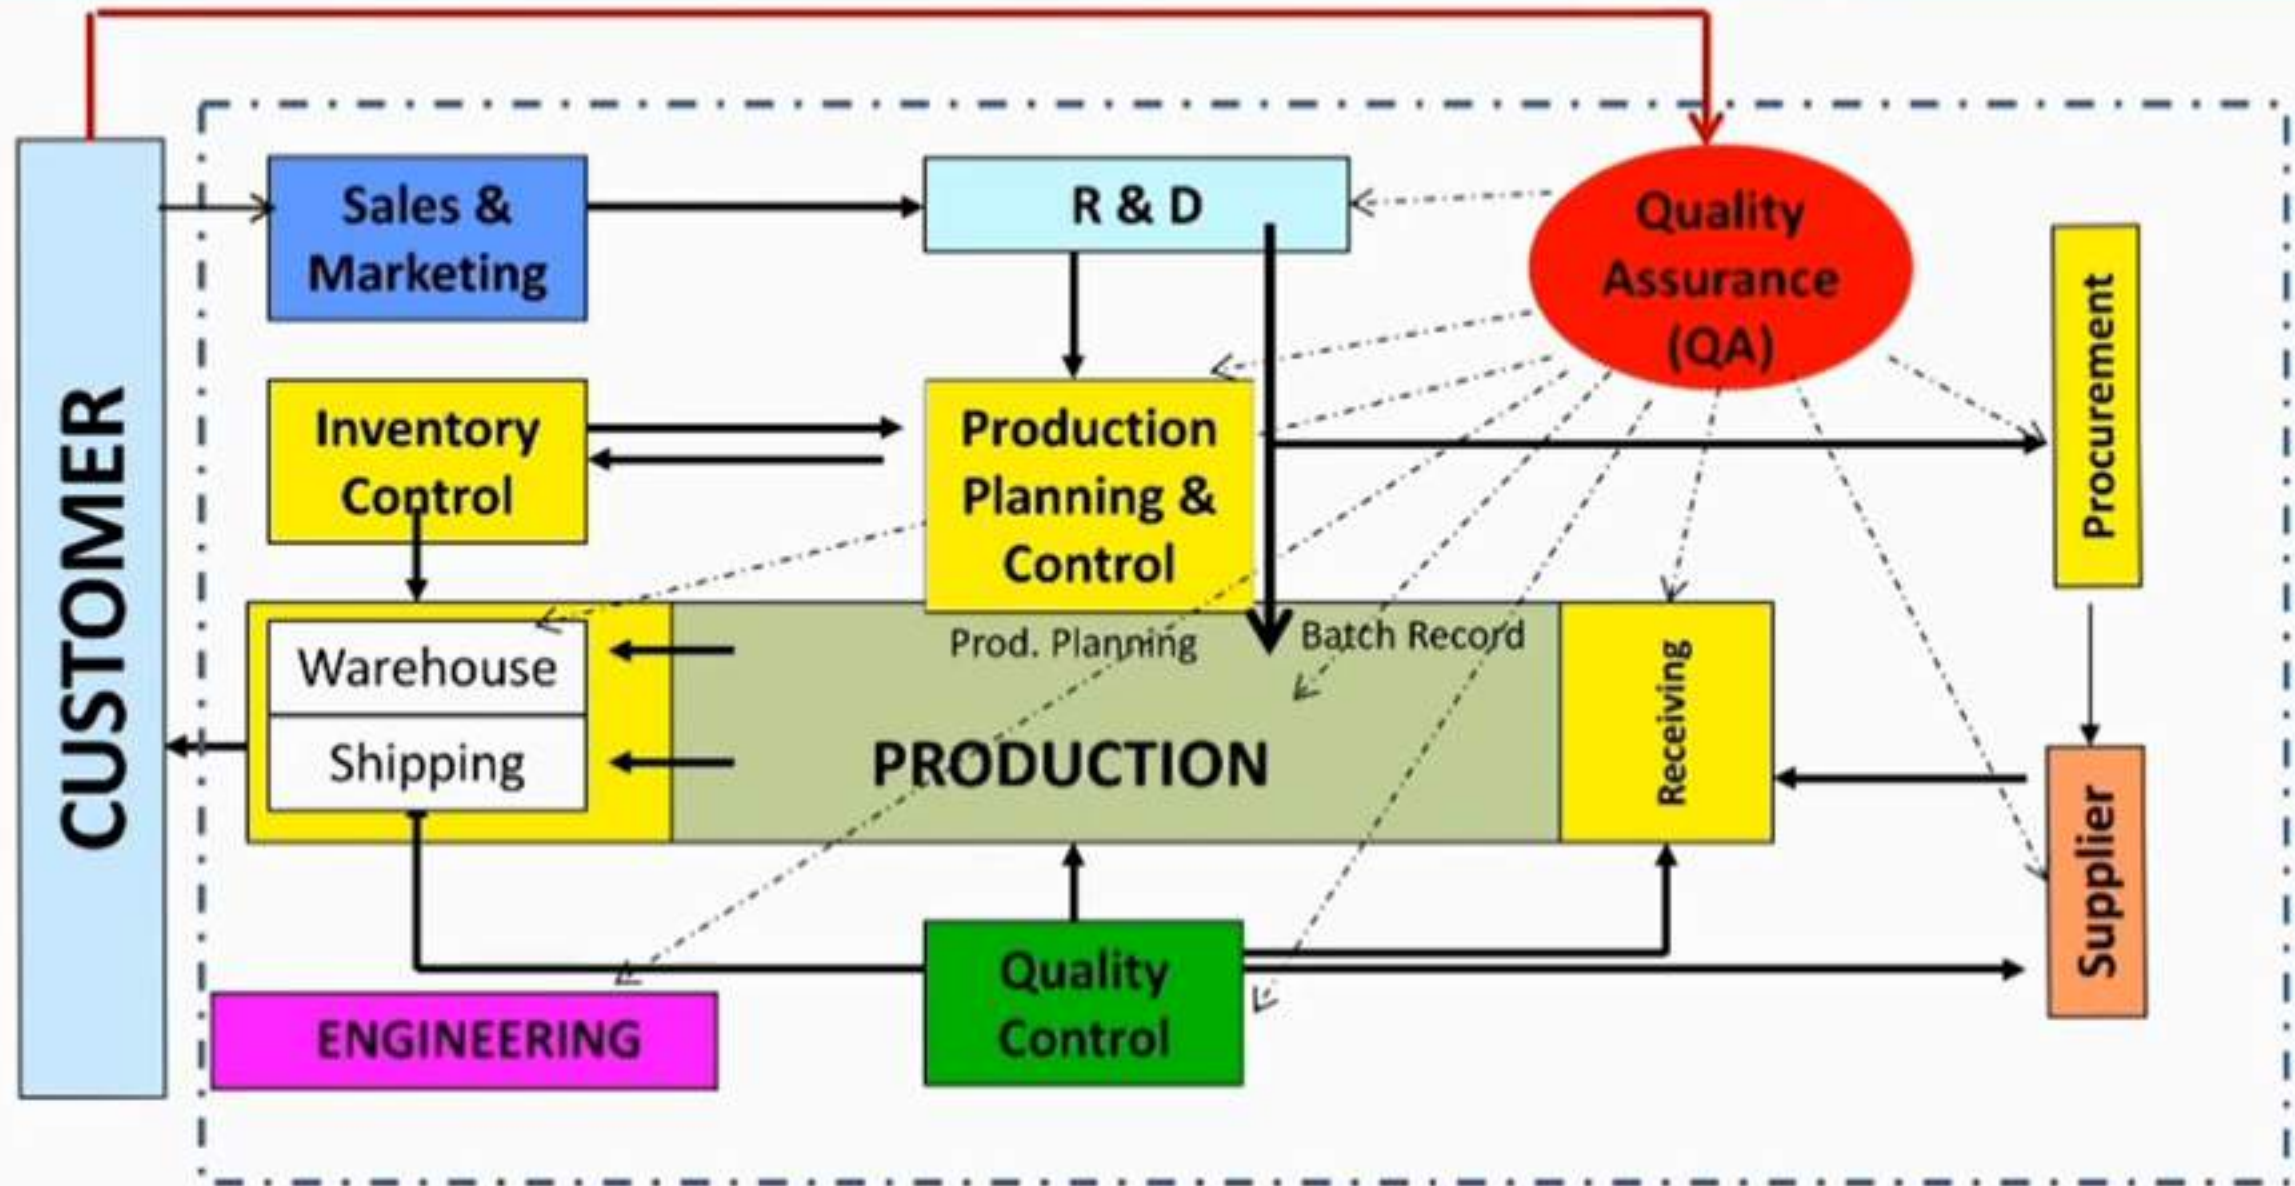 CUSTOMER
Sales &
Marketing
R & D
Quality
Assurance
(QA)
Procurement
Inventory
Control
Production
Planning &
Control
Prod. Planning
Batch Record
Warehouse
Shipping
PRODUCTION
Receiving
Supplier
Quality
Control
ENGINEERING